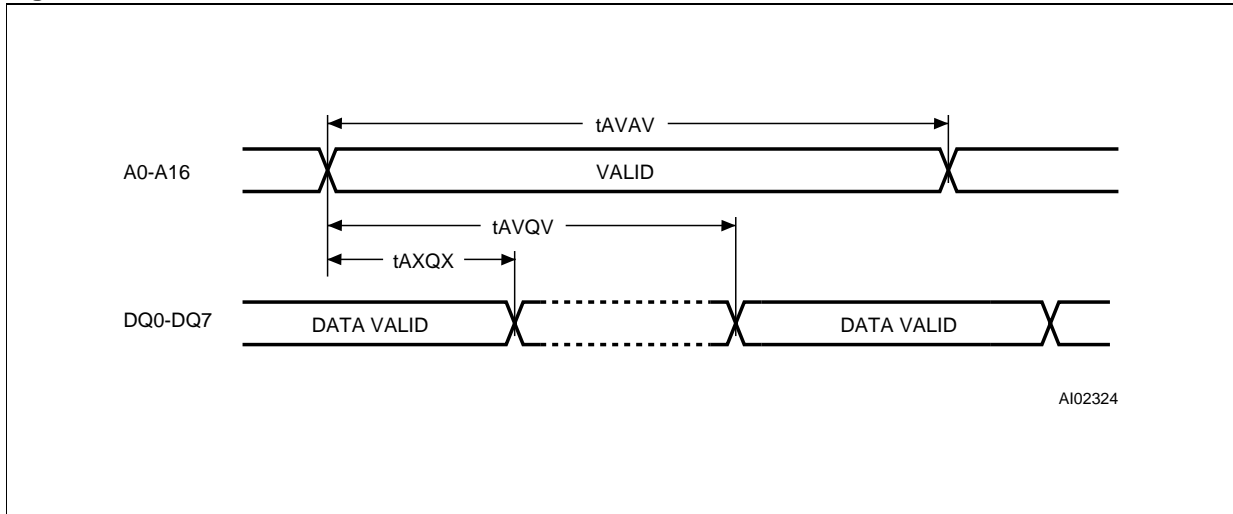 tAVAV
A0-A16
VALID
tAVQV
tAXQX
DQ0-DQ7
DATA VALID
DATA VALID
AI02324